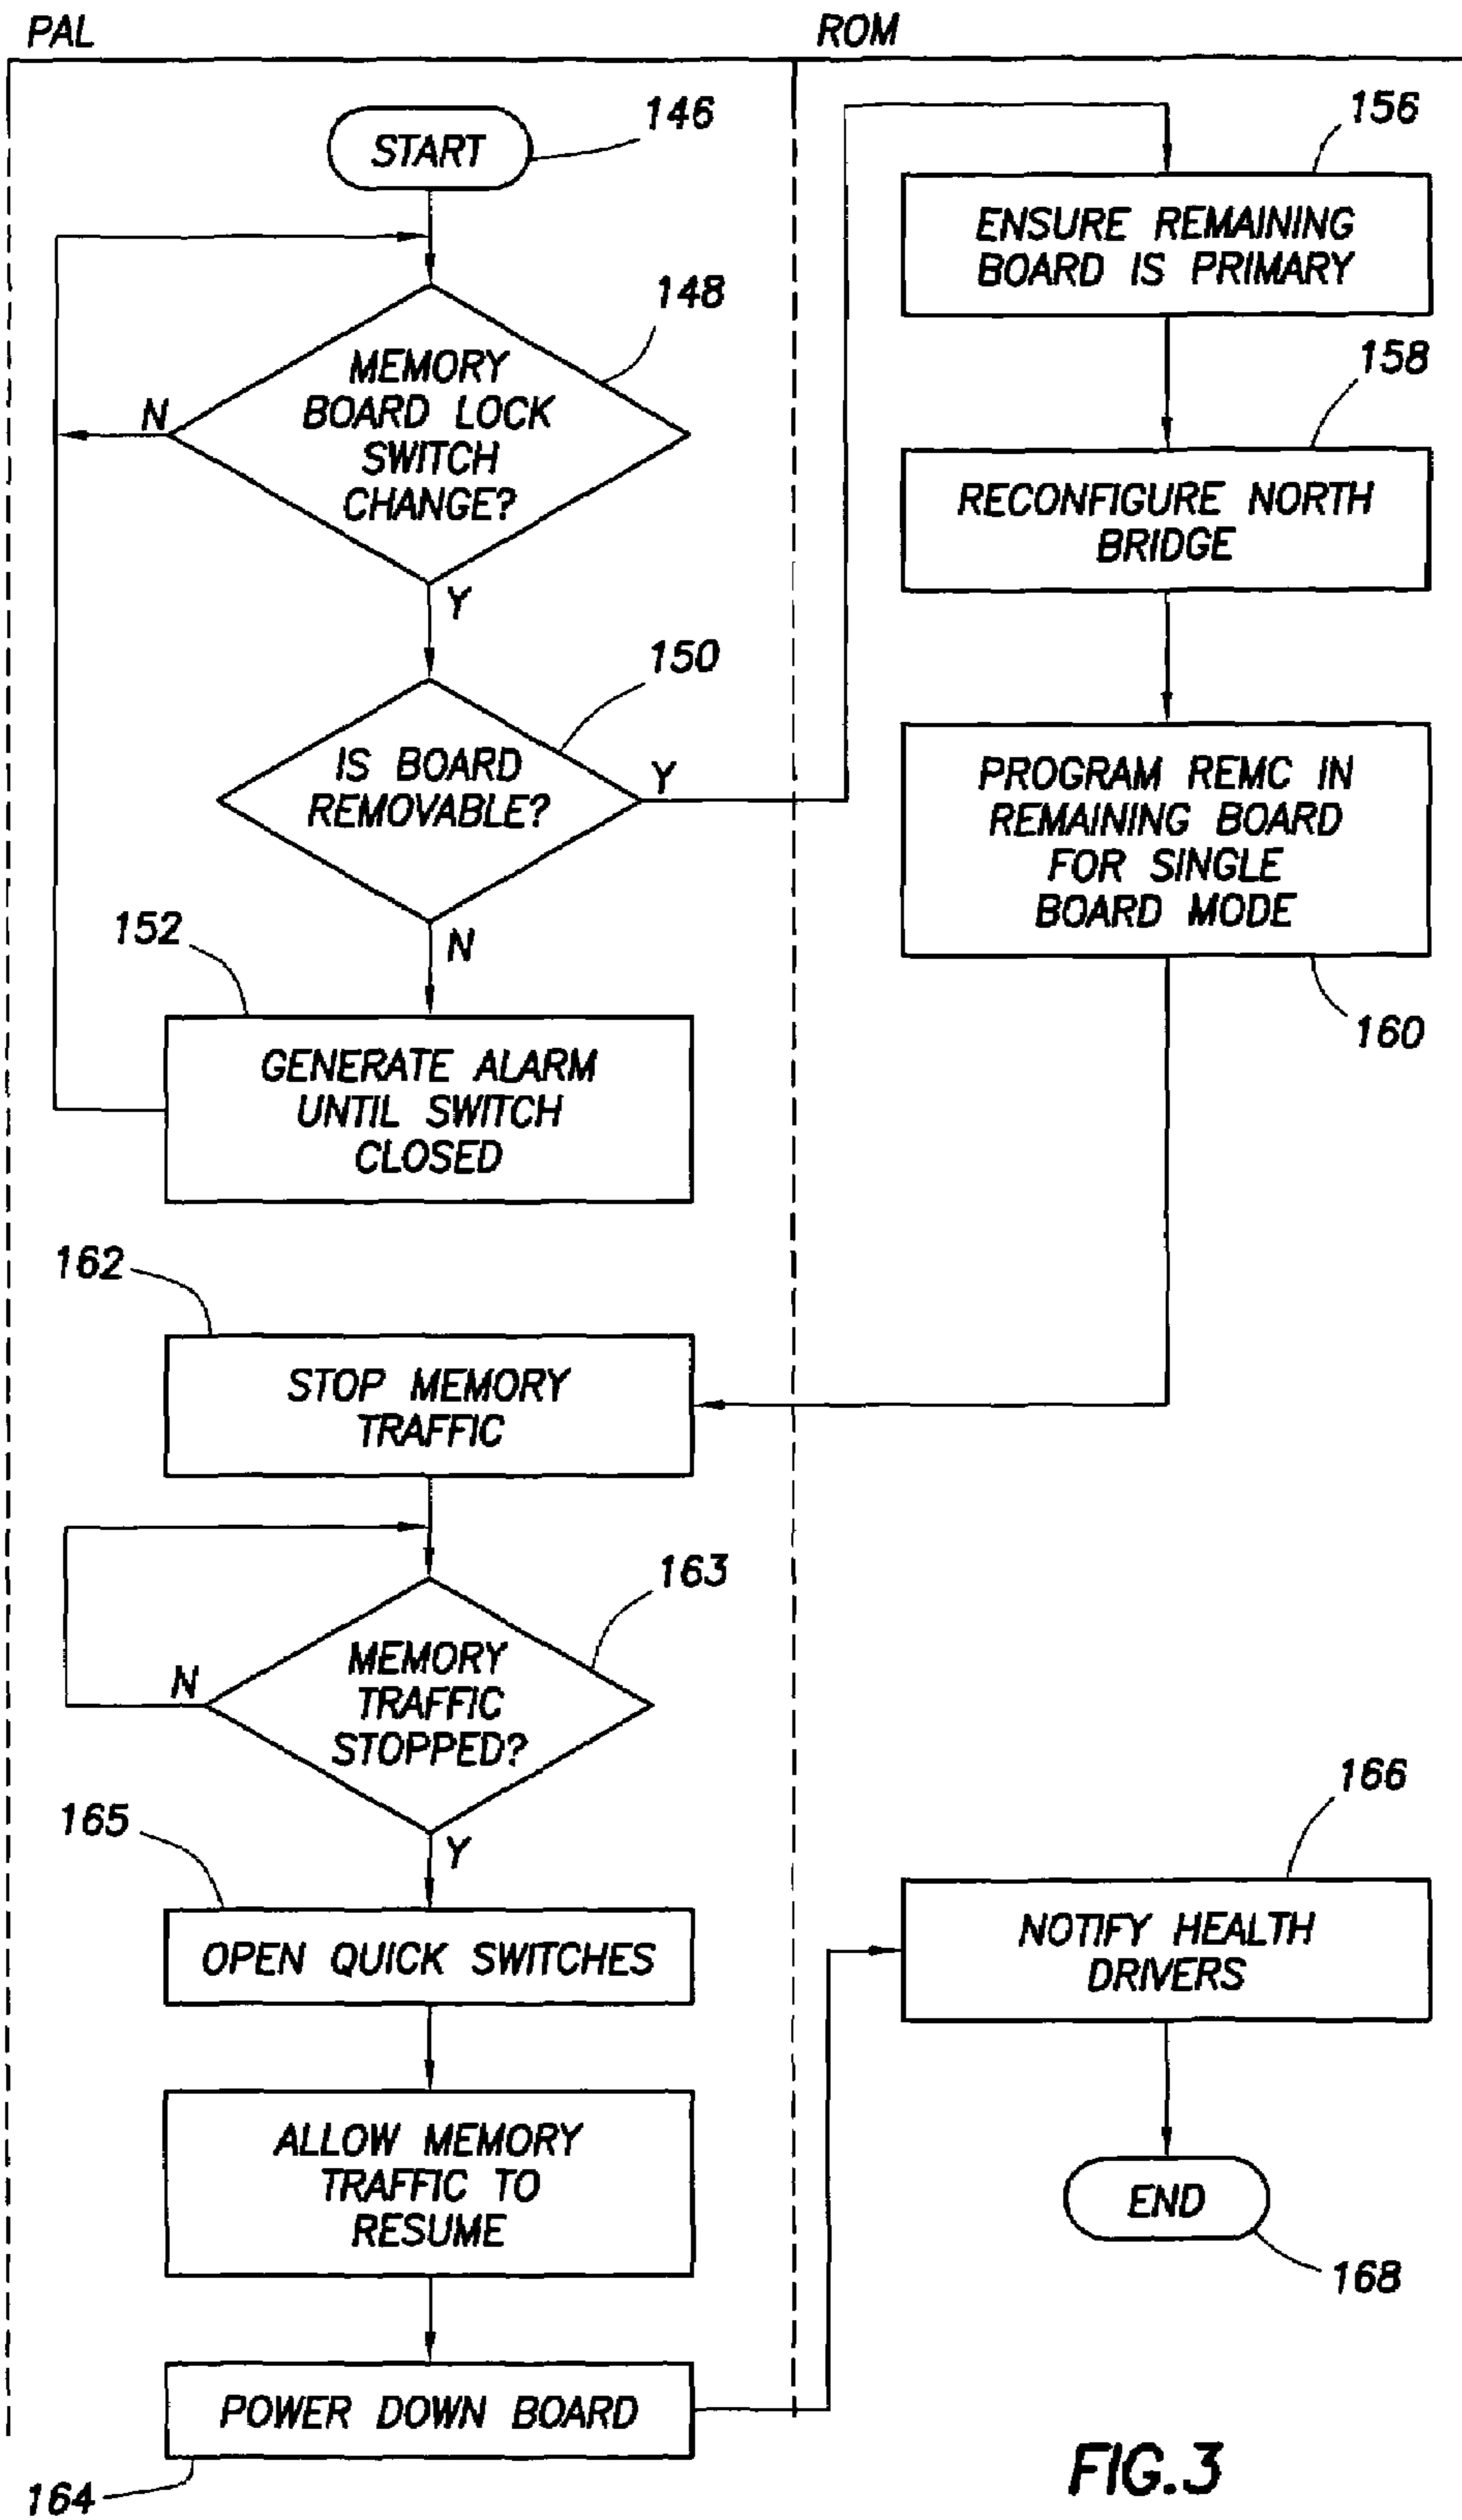 PAL
ROM
START
146
MEMORY
BOARD LOCK
SWITCH
CHANGE?
148
N
Y
IS BOARD
REMOVABLE?
150
Y
N
152
GENERATE ALARM
UNTIL SWITCH
CLOSED
156
ENSURE REMAINING
BOARD IS PRIMARY
158
RECONFIGURE NORTH
BRIDGE
PROGRAM REMC IN
REMAINING BOARD
FOR SINGLE
BOARD MODE
160
162
STOP MEMORY
TRAFFIC
163
MEMORY
TRAFFIC
STOPPED?
N
Y
165
OPEN QUICK SWITCHES
ALLOW MEMORY
TRAFFIC TO
RESUME
POWER DOWN BOARD
164
166
NOTIFY HEALTH
DRIVERS
END
168
FIG.3